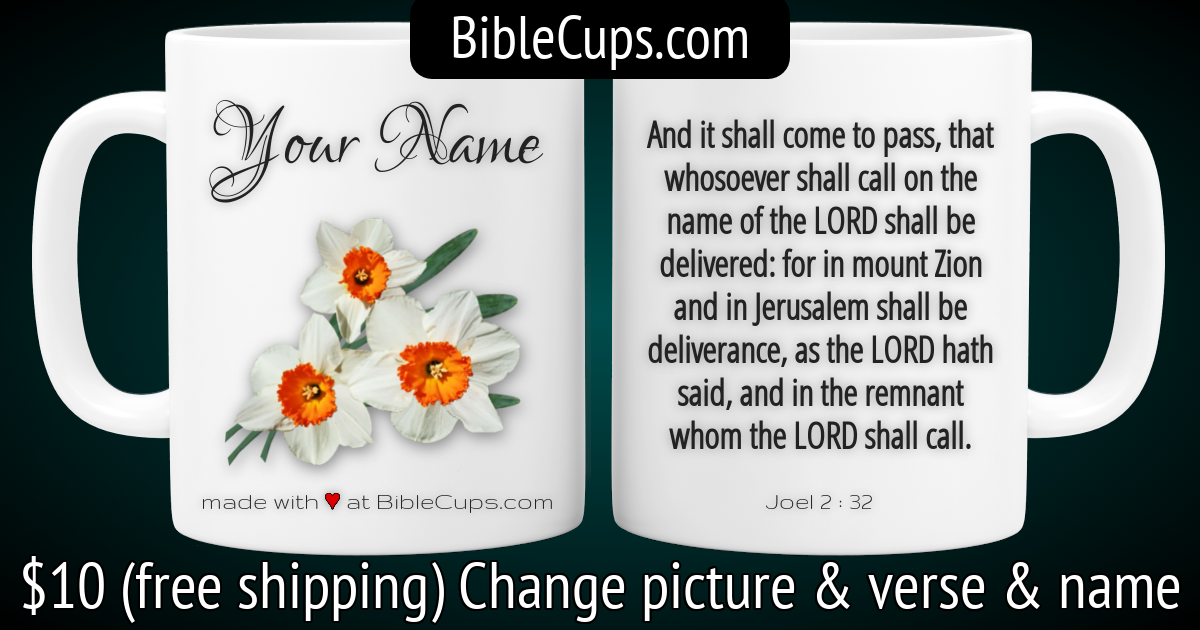 BibleCups.com
Your Name
made with ♥ at BibleCups.com
And it shall come to pass, that
whosoever shall call on the
name of the LORD shall be
delivered: for in mount Zion
and in Jerusalem shall be
deliverance, as the LORD hath
said, and in the remnant
whom the LORD shall call.
Joel 2 : 32
$10 (free shipping) Change picture & verse & name